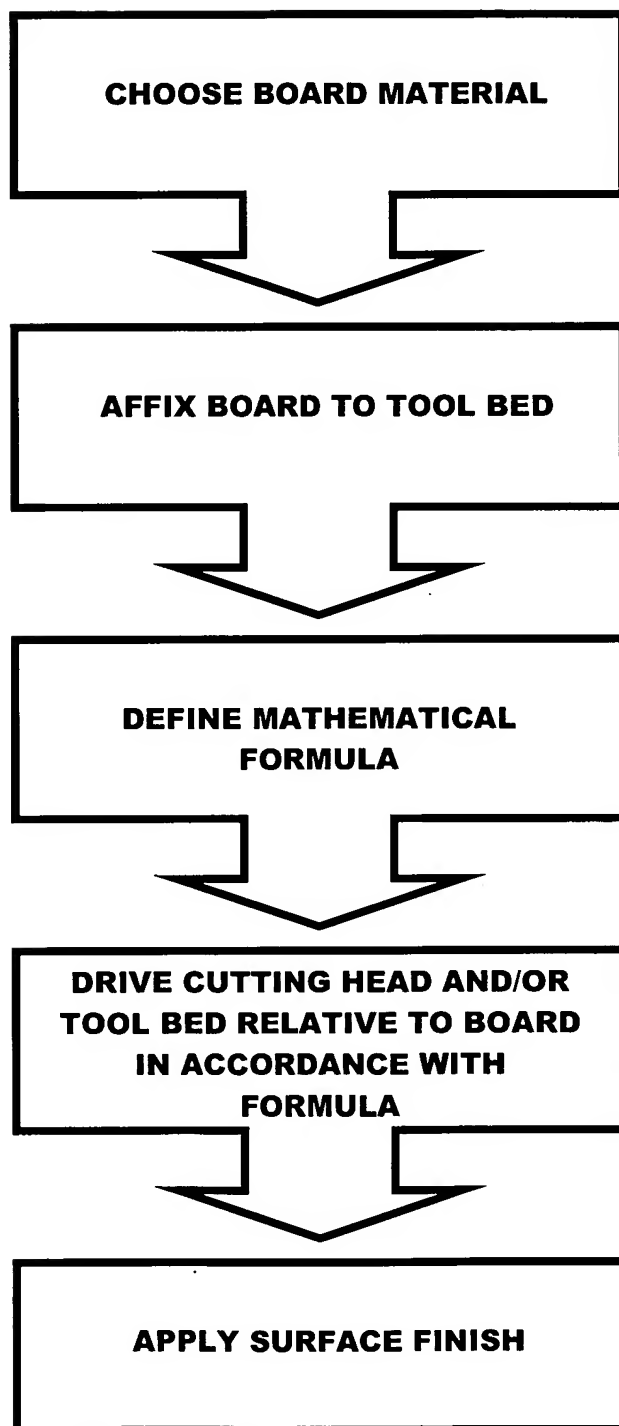 CHOOSE BOARD MATERIAL
AFFIX BOARD TO TOOL BED
DEFINE MATHEMATICAL
FORMULA
DRIVE CUTTING HEAD AND/OR
TOOL BED RELATIVE TO BOARD
IN ACCORDANCE WITH
FORMULA
APPLY SURFACE FINISH